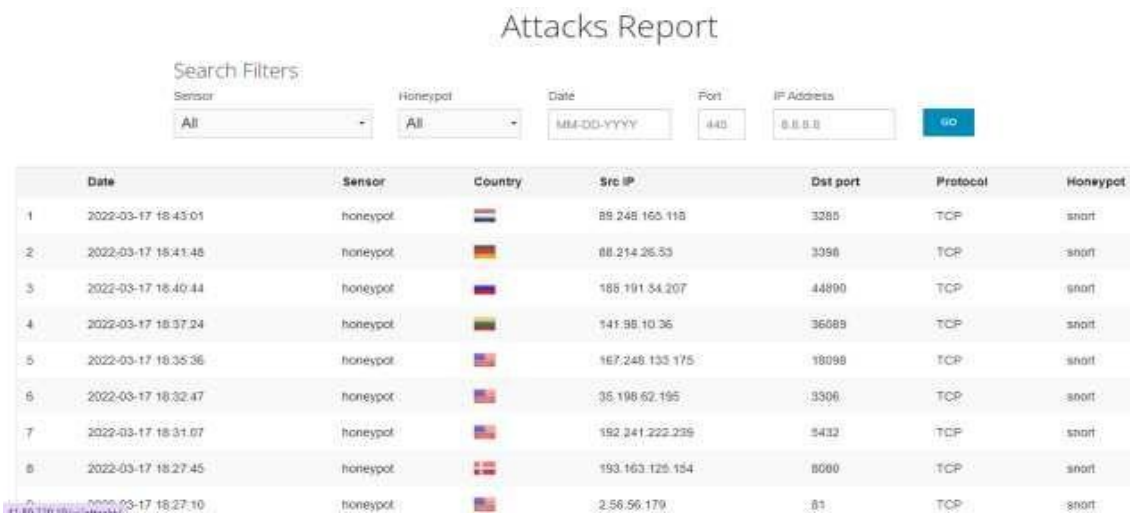 Attacks Report
Search Filters
Sensor Honeypot Date Port IP Address
All All MM-DD-YYYY 445 8.8.8.8 GO
Date Sensor Country Src IP Dst port Protocol Honeypot
1 2022-03-17 18:43:01 honeypot 89.248.165.118 3285 TCP snort
2 2022-03-17 18:41:48 honeypot 88.214.26.53 3398 TCP snort
3 2022-03-17 18:40:44 honeypot 188.191.34.207 44890 TCP snort
4 2022-03-17 18:37:24 honeypot 141.98.10.36 36089 TCP snort
5 2022-03-17 18:35:36 honeypot 167.248.133.175 18098 TCP snort
6 2022-03-17 18:32:47 honeypot 35.198.62.195 3306 TCP snort
7 2022-03-17 18:31:07 honeypot 192.241.222.239 5432 TCP snort
8 2022-03-17 18:27:45 honeypot 193.163.125.154 8080 TCP snort
18:27:10 honeypot 2.56.56.179 81 TCP snort